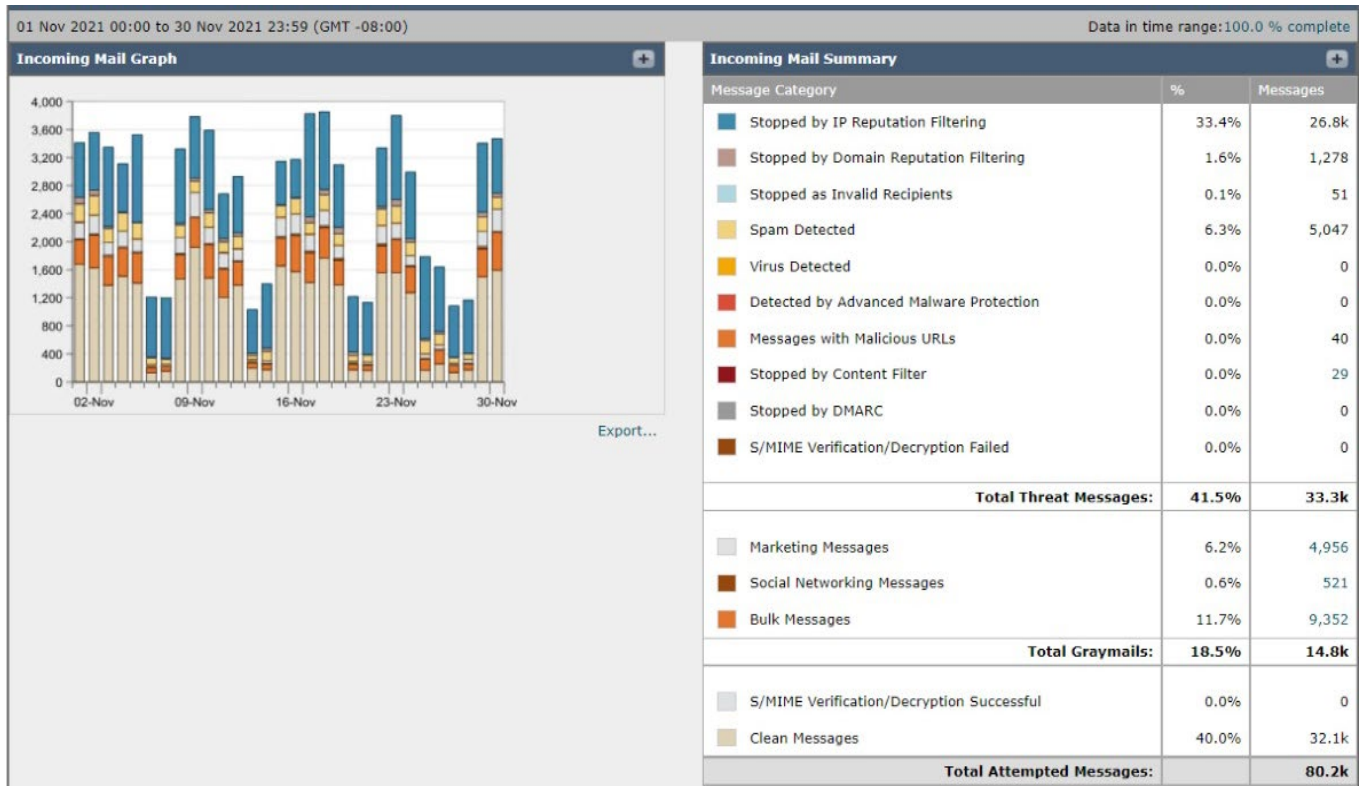 01 Nov 2021 00:00 to 30 Nov 2021 23:59 (GMT -08:00)
Data in time range:100.0 % complete
Incoming Mail Graph
4,000
3,600
3,200
2,800
2,400
2,000
1,600
1,200
800
400
0
02-Nov 09-Nov 16-Nov 23-Nov 30-Nov
Export...
Incoming Mail Summary
Message Category % Messages
Stopped by IP Reputation Filtering 33.4% 26.8k
Stopped by Domain Reputation Filtering 1.6% 1,278
Stopped as Invalid Recipients 0.1% 51
Spam Detected 6.3% 5,047
Virus Detected 0.0% 0
Detected by Advanced Malware Protection 0.0% 0
Messages with Malicious URLs 0.0% 40
Stopped by Content Filter 0.0% 29
Stopped by DMARC 0.0% 0
S/MIME Verification/Decryption Failed 0.0% 0
Total Threat Messages: 41.5% 33.3k
Marketing Messages 6.2% 4,956
Social Networking Messages 0.6% 521
Bulk Messages 11.7% 9,352
Total Graymails: 18.5% 14.8k
S/MIME Verification/Decryption Successful 0.0% 0
Clean Messages 40.0% 32.1k
Total Attempted Messages: 80.2k